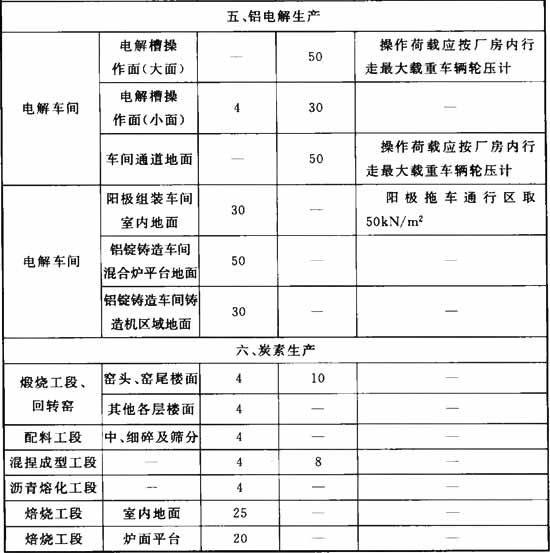 五、铝电解生产
电解车间
电解槽操
作面(大面)
—
50
操作荷载应按厂房内行
走最大载重车辆轮压计
电解槽操
作面(小面)
4
30
—
车间通道地面
—
50
操作荷载应按厂房内行
走最大载重车辆轮压计
电解车间
阳极组装车间
室内地面
30
—
阳极拖车通行区取
50kN/m²
铝锭铸造车间
混合炉平台地面
50
—
—
铝锭铸造车间铸
造机区域地面
30
—
—
六、炭素生产
煅烧工段、
回转窑
窑头、窑尾楼面
4
10
—
其他各层楼面
4
—
—
配料工段
中、细碎及筛分
4
—
—
混捏成型工段
—
4
8
—
沥青熔化工段
—
4
—
—
焙烧工段
室内地面
25
—
—
焙烧工段
炉面平台
20
—
—